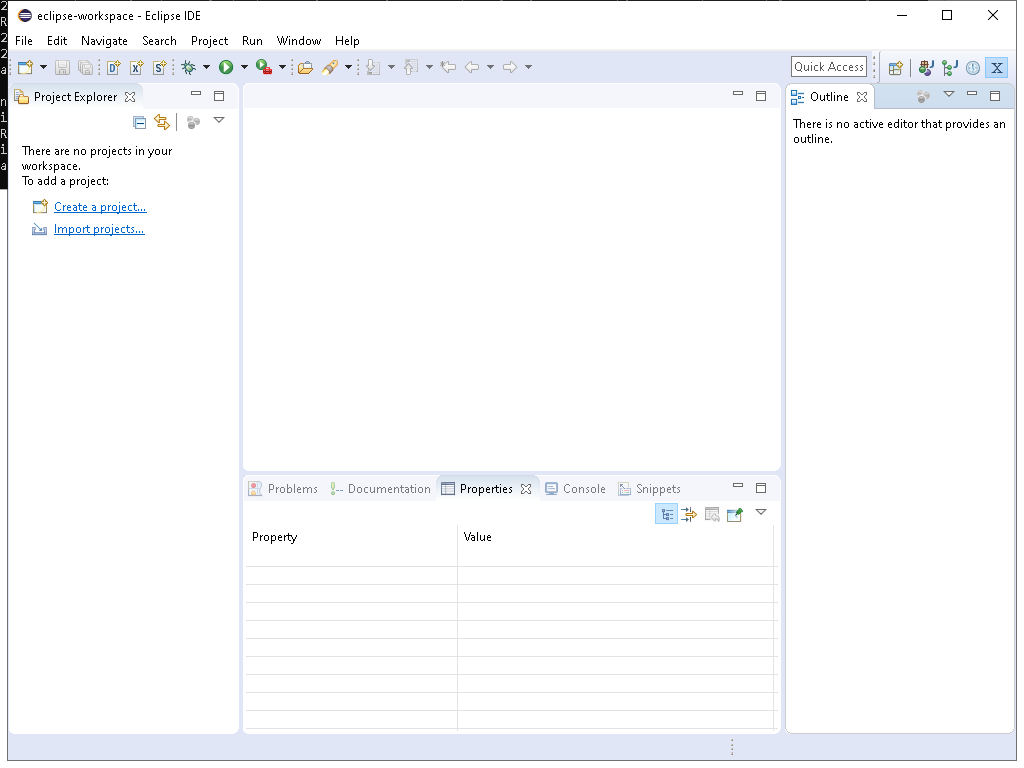 eclipse-workspace - Eclipse IDE
File Edit Navigate Search Project Run Window Help
Quick Access
Project Explorer
Outline
There are no projects in your
workspace.
To add a project:
Create a project...
Import projects...
There is no active editor that provides an
outline.
Problems Documentation Properties Console Snippets
Property Value